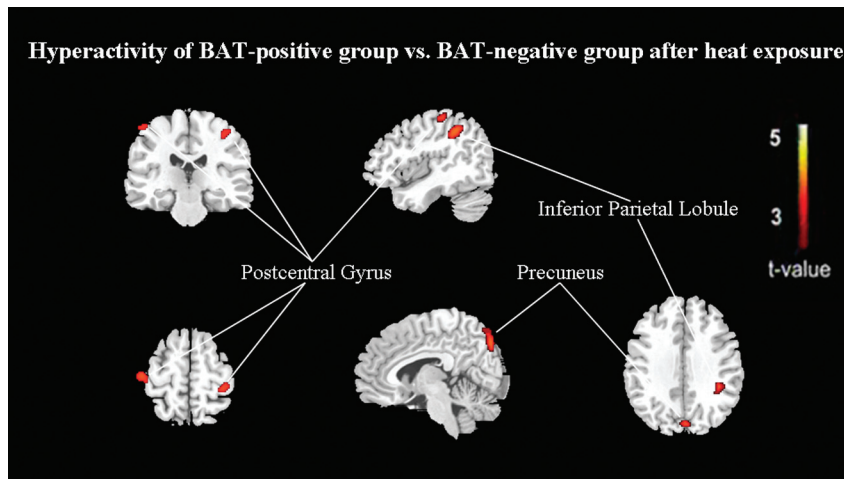 Hyperactivity of BAT-positive group vs. BAT-negative group after heat exposure
5
3
t-value
Inferior Parietal Lobule
Postcentral Gyrus
Precuneus